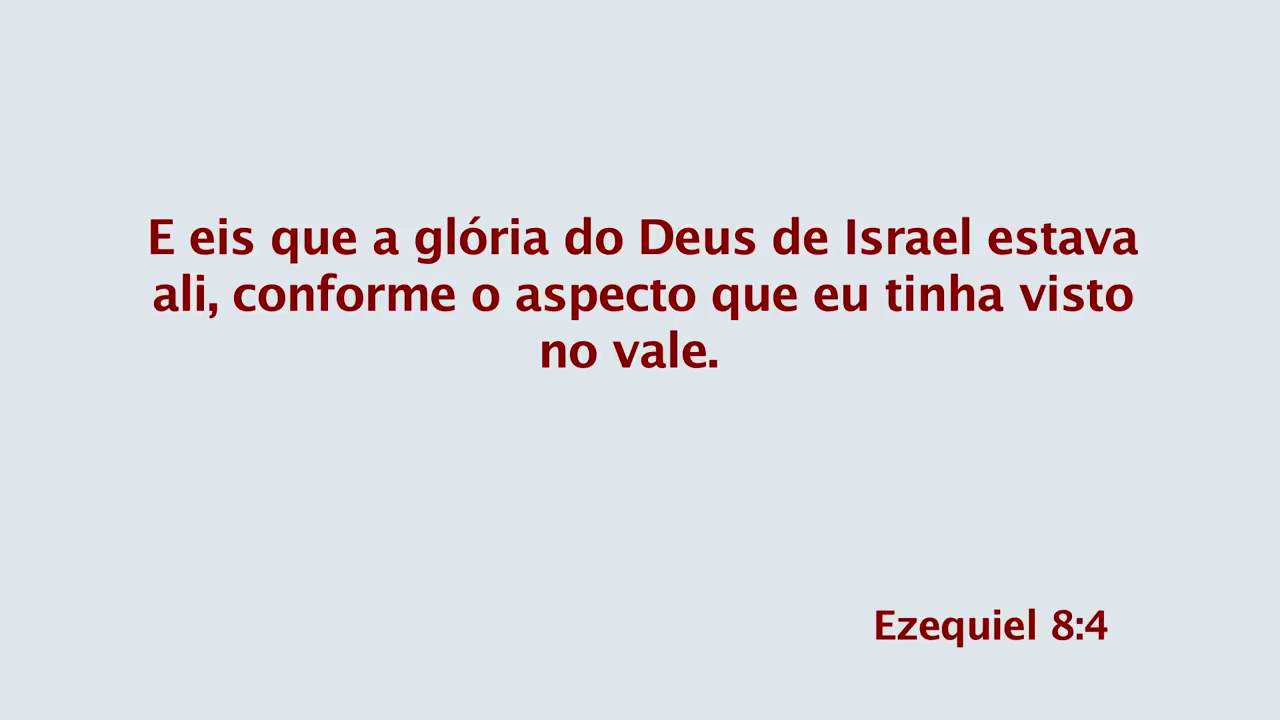 E eis que a glória do Deus de Israel estava
ali, conforme o aspecto que eu tinha visto
no vale.
Ezequiel 8:4